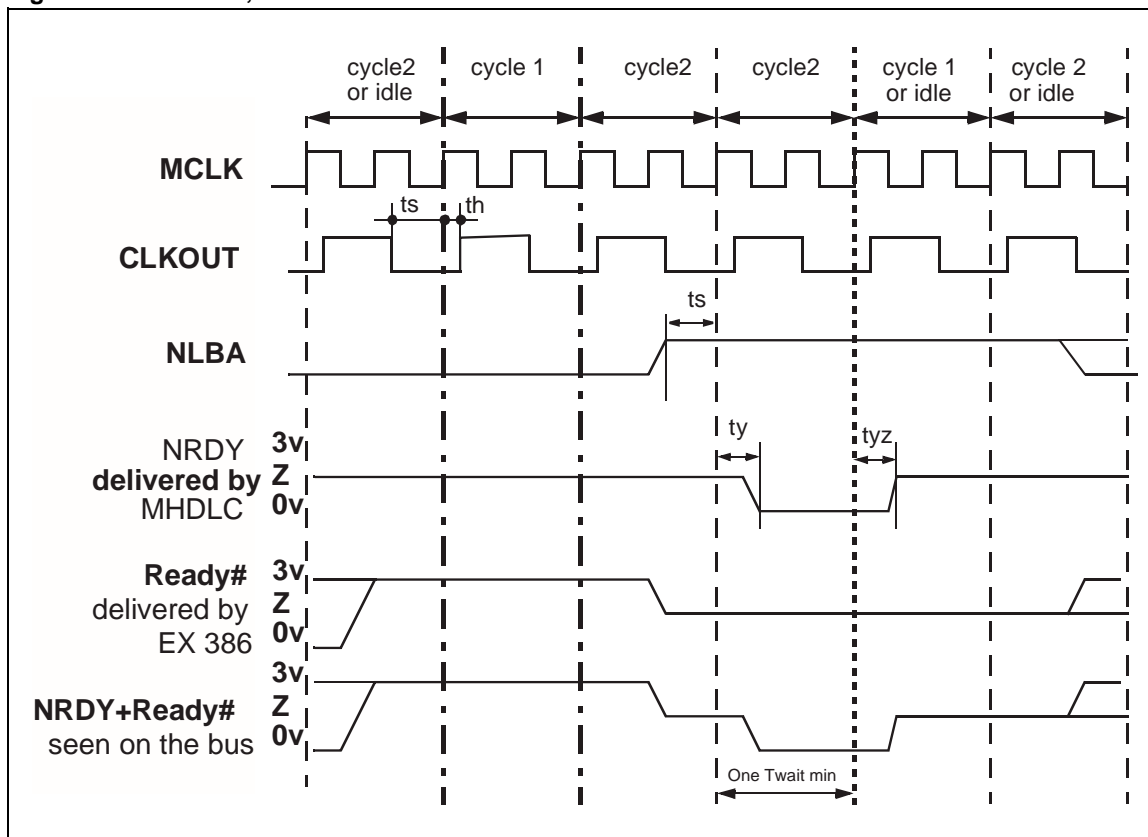 cycle2
or idle
cycle 1
cycle2
cycle2
cycle 1
or idle
cycle 2
or idle
MCLK
ts
th
CLKOUT
ts
NLBA
ty
tyz
NRDY
delivered by
MHDLC
3v
Z
0v
Ready#
delivered by
EX 386
3v
Z
0v
NRDY+Ready#
seen on the bus
3v
Z
0v
One Twait min